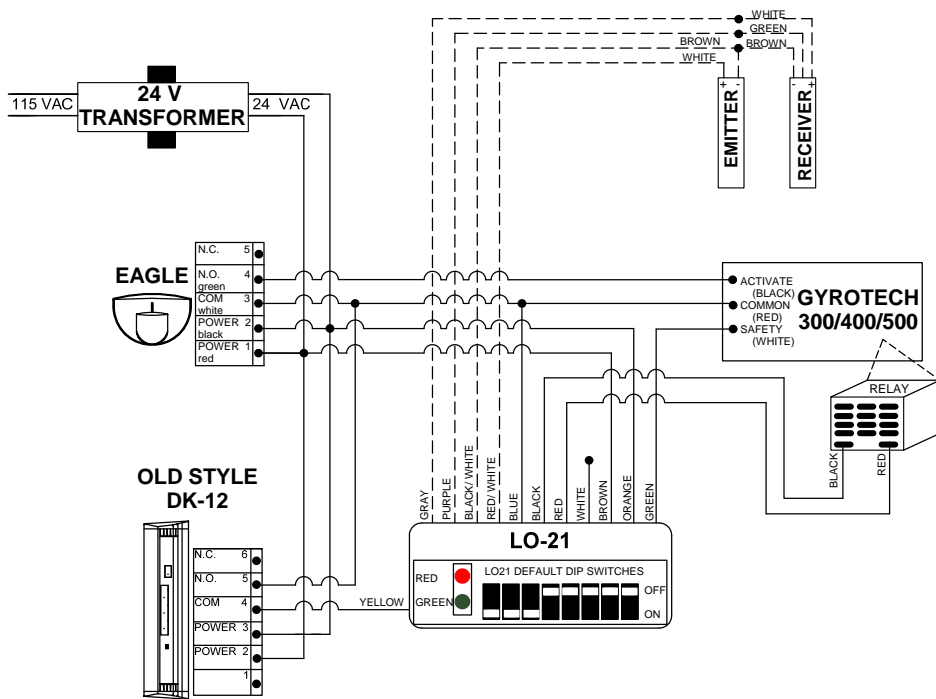 WHITE
GREEN
BROWN
BROWN
WHITE
24 V
TRANSFORMER
115 VAC
24 VAC
+ -
- +
EMITTER
RECEIVER
EAGLE
N.C. 5
N.O. 4
green
COM 3
white
POWER 2
black
POWER 1
red
ACTIVATE
(BLACK)
COMMON
(RED)
SAFETY
(WHITE)
GYROTECH
300/400/500
RELAY
BLACK
RED
OLD STYLE
DK-12
N.C. 6
N.O. 5
COM 4
POWER 3
POWER 2
1
YELLOW
GRAY
PURPLE
BLACK/ WHITE
RED/ WHITE
BLUE
BLACK
RED
WHITE
BROWN
ORANGE
GREEN
LO-21
RED
GREEN
LO21 DEFAULT DIP SWITCHES
OFF
ON